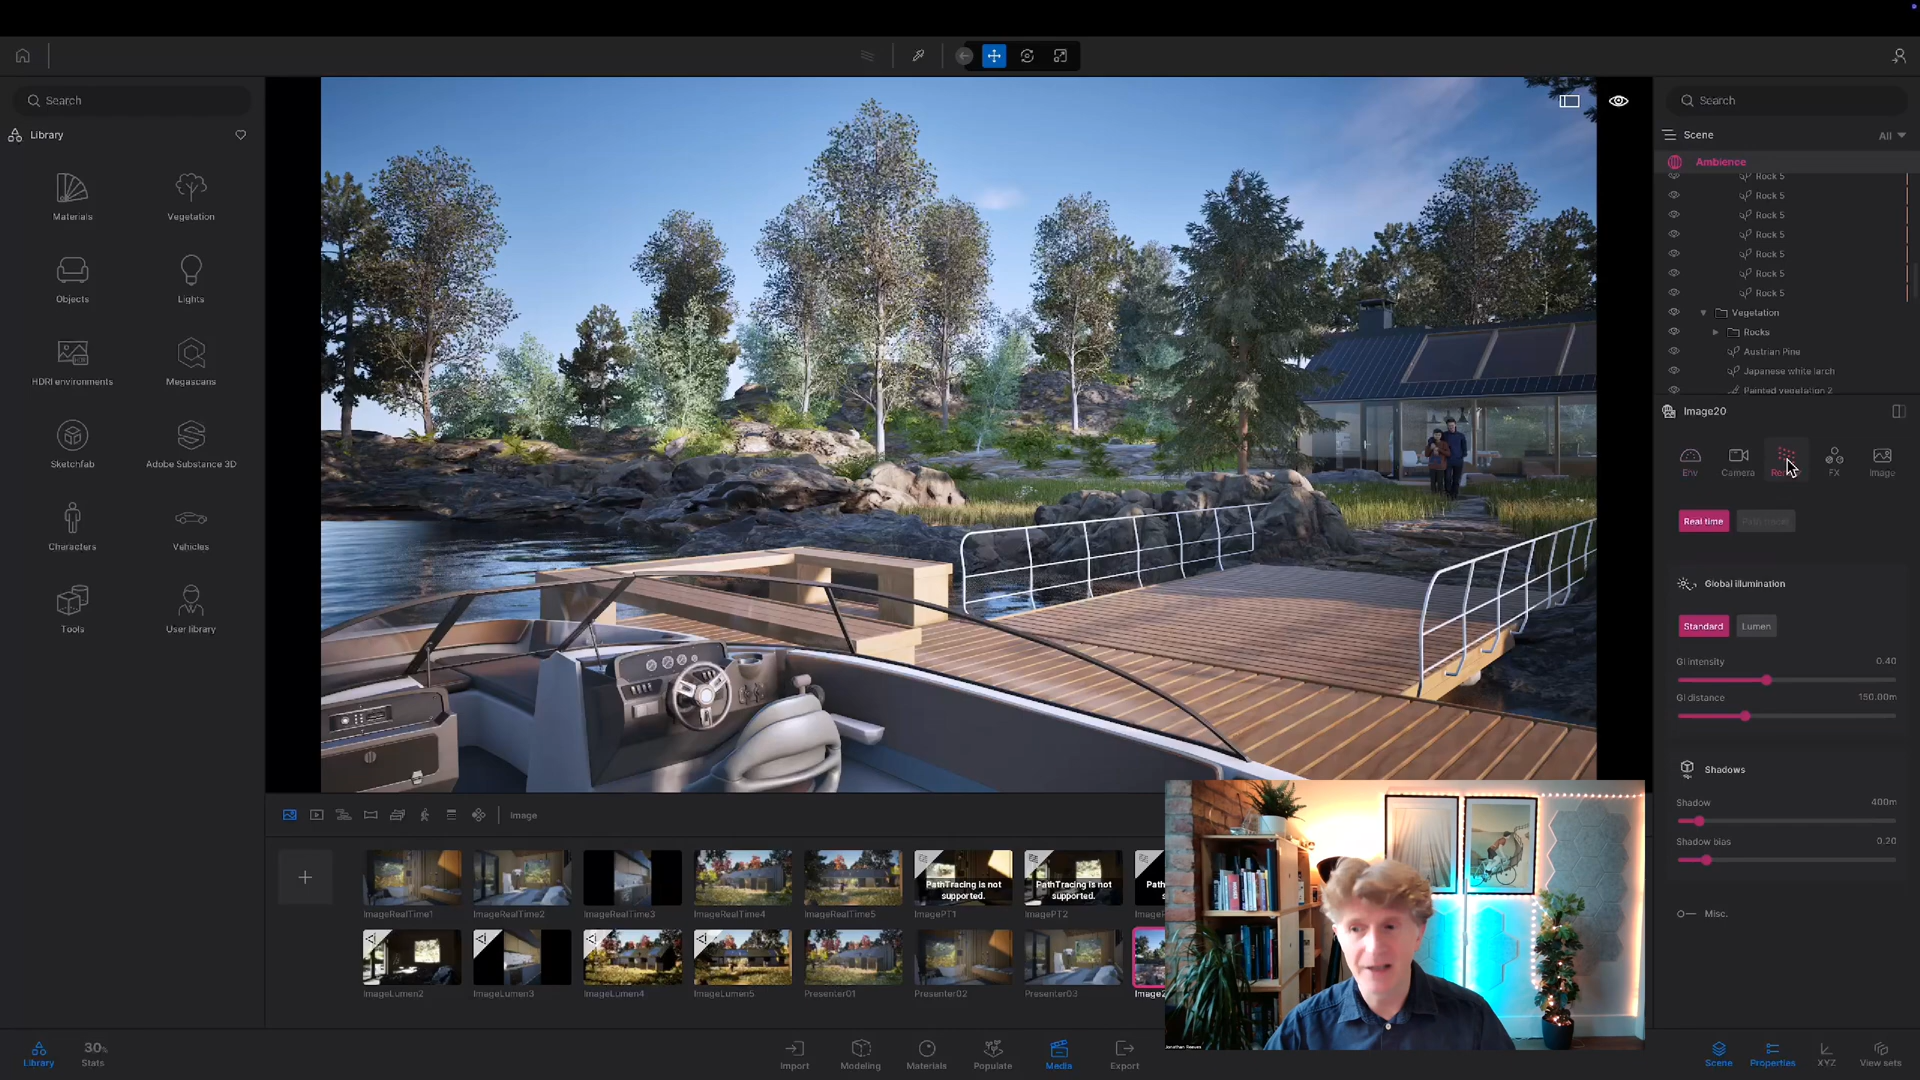 Search
Library
Materials
Vegetation
Objects
Lights
HDRI environments
Megascans
Sketchfab
Adobe Substance 3D
Characters
Vehicles
Tools
User library
Search
Scene
All
Ambience
Rock 5
Rock 5
Rock 5
Rock 5
Rock 5
Rock 5
Rock 5
Vegetation
Rocks
Austrian Pine
Japanese white larch
Painted vegetation 2
Image20
Env
Camera
FX
Image
Real time
Global illumination
Standard
Lumen
GI intensity
0.40
GI distance
150.00m
Shadows
Shadow
400m
Shadow bias
0.20
Misc.
Image
PathTracing is not
supported.
PathTracing is not
supported.
ImageRealTime1
ImageRealTime2
ImageRealTime3
ImageRealTime4
ImageRealTime5
ImagePT1
ImagePT2
ImageLumen2
ImageLumen3
ImageLumen4
ImageLumen5
Presenter01
Presenter02
Presenter03
Jonathan Reeves
Library
30%
Stats
Import
Modeling
Materials
Populate
Media
Export
Scene
Properties
XYZ
View sets